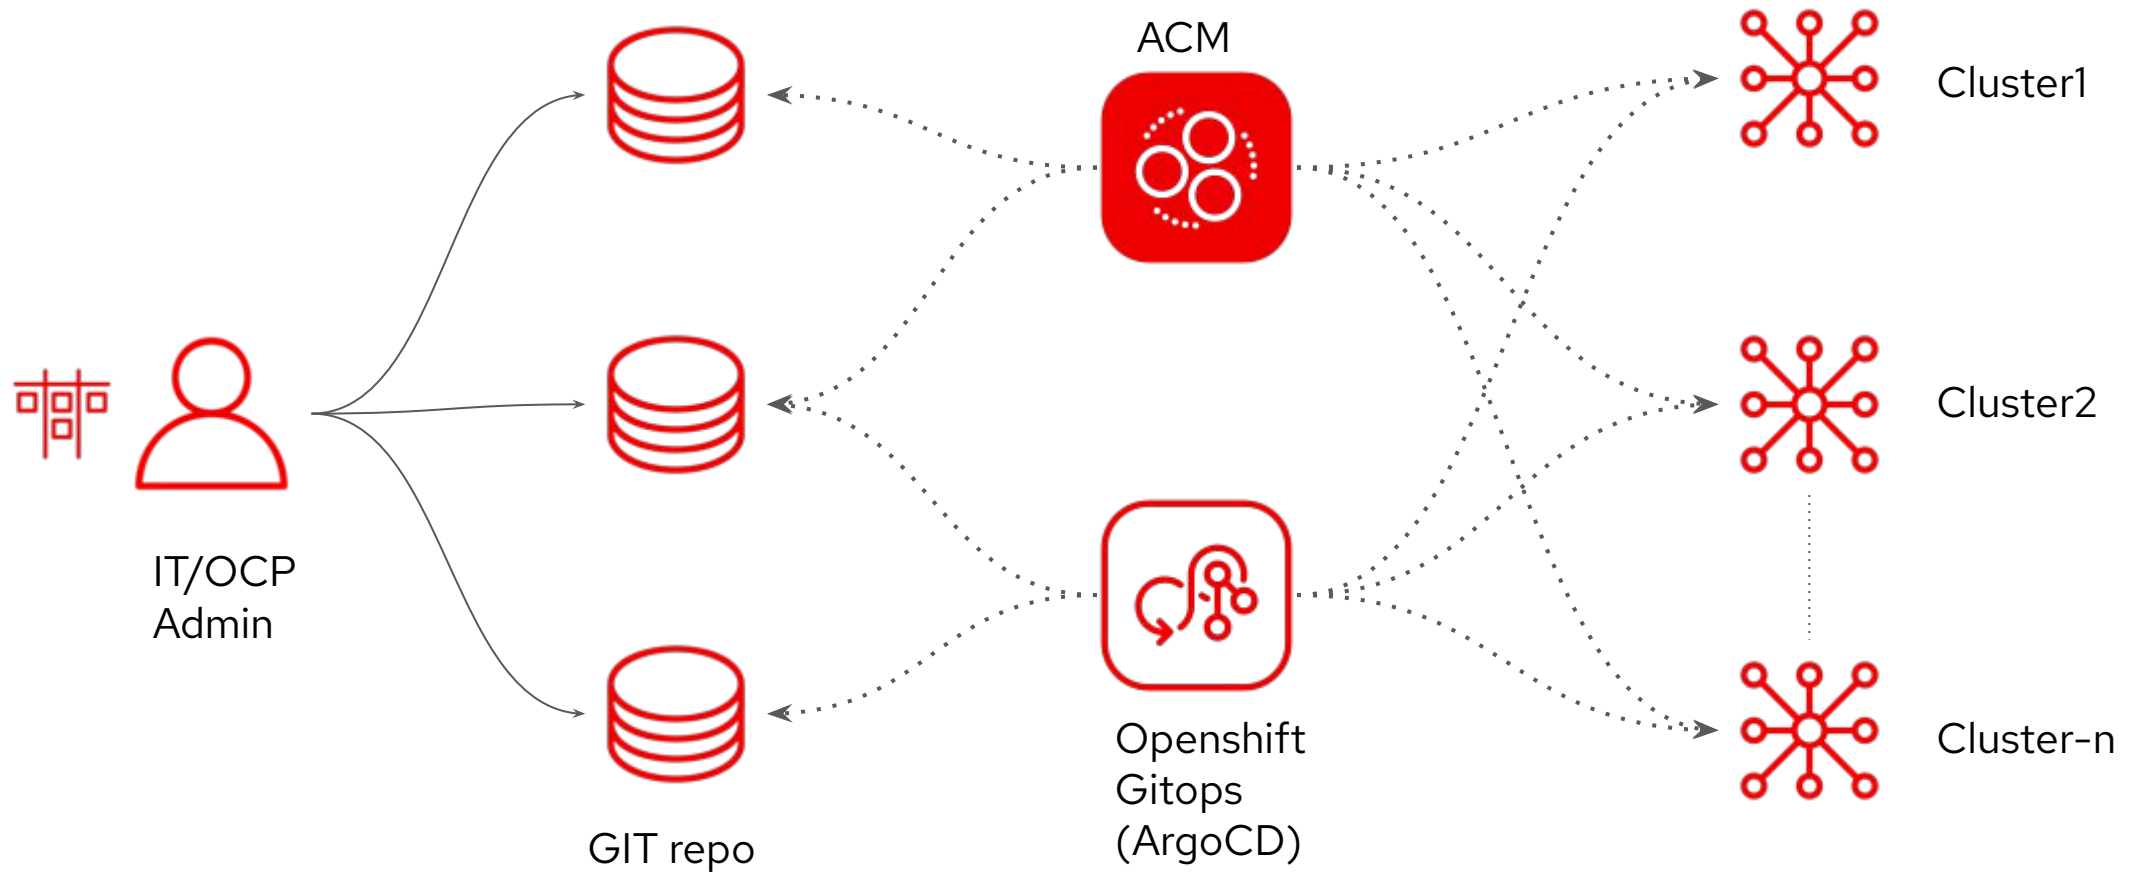 ACM
Cluster1
Cluster2
IT/OCP
Admin
Openshift
Gitops
(ArgoCD)
Cluster-n
GIT repo